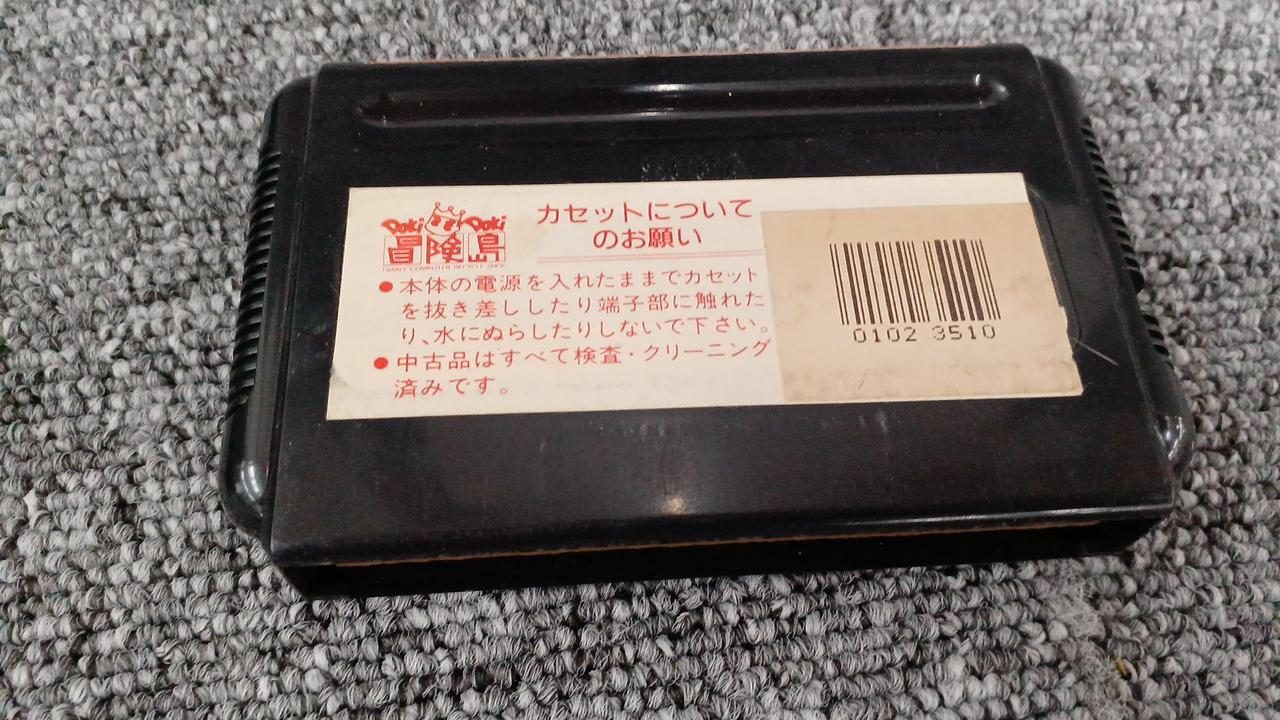 Doki Doki
冒険島
FAMILY COMPUTER RECYCLE SHOP
カセットについて
のお願い
●本体の電源を入れたままでカセット
を抜き差ししたり端子部に触れた
り、水にぬらしたりしないで下さい。
●中古品はすべて検査・クリーニング
済みです。
0102 3510